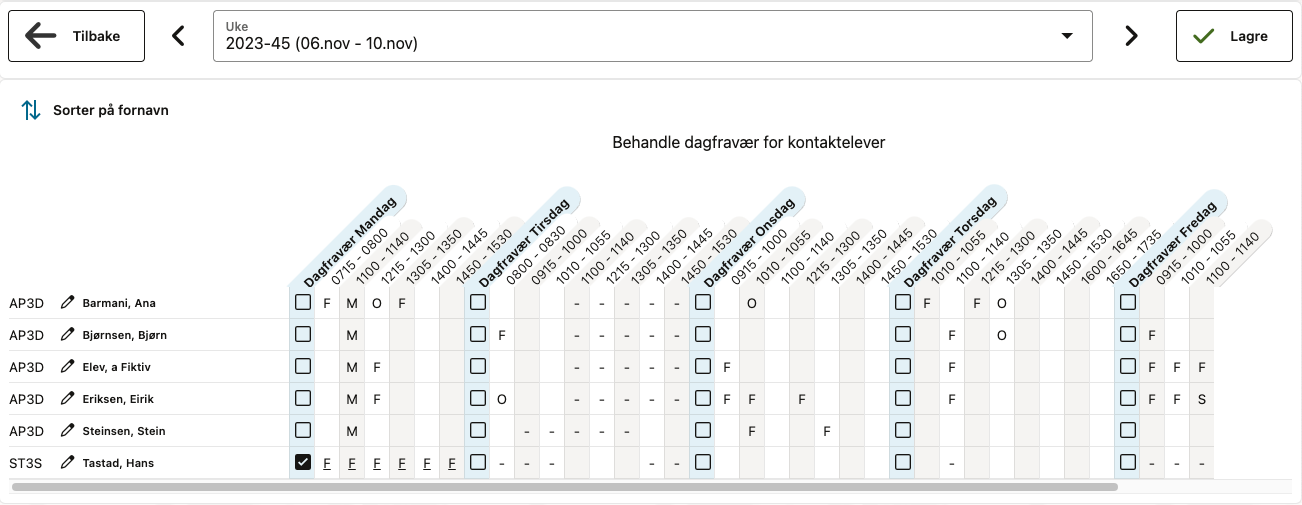 Tilbake
Uke
2023-45 (06.nov - 10.nov)
Lagre
Sorter på fornavn
Behandle dagfravær for kontaktelever
Dagfravær Mandag
0715 - 0800
1100 - 1140
1215 - 1300
1305 - 1350
1400 - 1445
1450 - 1530
Dagfravær Tirsdag
0800 - 0830
0915 - 1000
1010 - 1055
1100 - 1140
1215 - 1300
1305 - 1350
1400 - 1445
1450 - 1530
Dagfravær Onsdag
0915 - 1000
1010 - 1055
1100 - 1140
1215 - 1300
1305 - 1350
1400 - 1445
1450 - 1530
Dagfravær Torsdag
1010 - 1055
1100 - 1140
1215 - 1300
1305 - 1350
1400 - 1445
1450 - 1530
1600 - 1645
1650 - 1735
Dagfravær Fredag
0915 - 1000
1010 - 1055
1100 - 1140
AP3D Barmani, Ana F M O F - - - - - O F F O
AP3D Bjørnsen, Bjørn M F - - - - - F O F
AP3D Elev, a Fiktiv M F - - - - - F F F F F
AP3D Eriksen, Eirik M F O - - - - - F F F F F F S
AP3D Steinsen, Stein M - - - - - F F
ST3S Tastad, Hans F F F F F F - - - - - - - - -